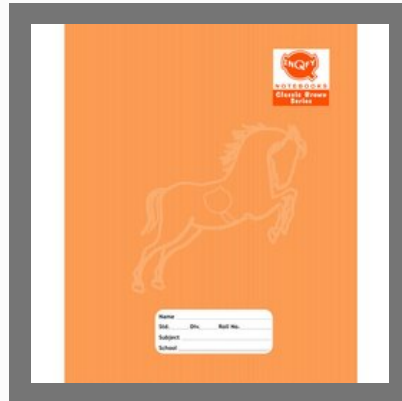 INQFY
NOTEBOOKS
Classic Brown
Series
Name
Std. Div. Roll No.
Subject
School